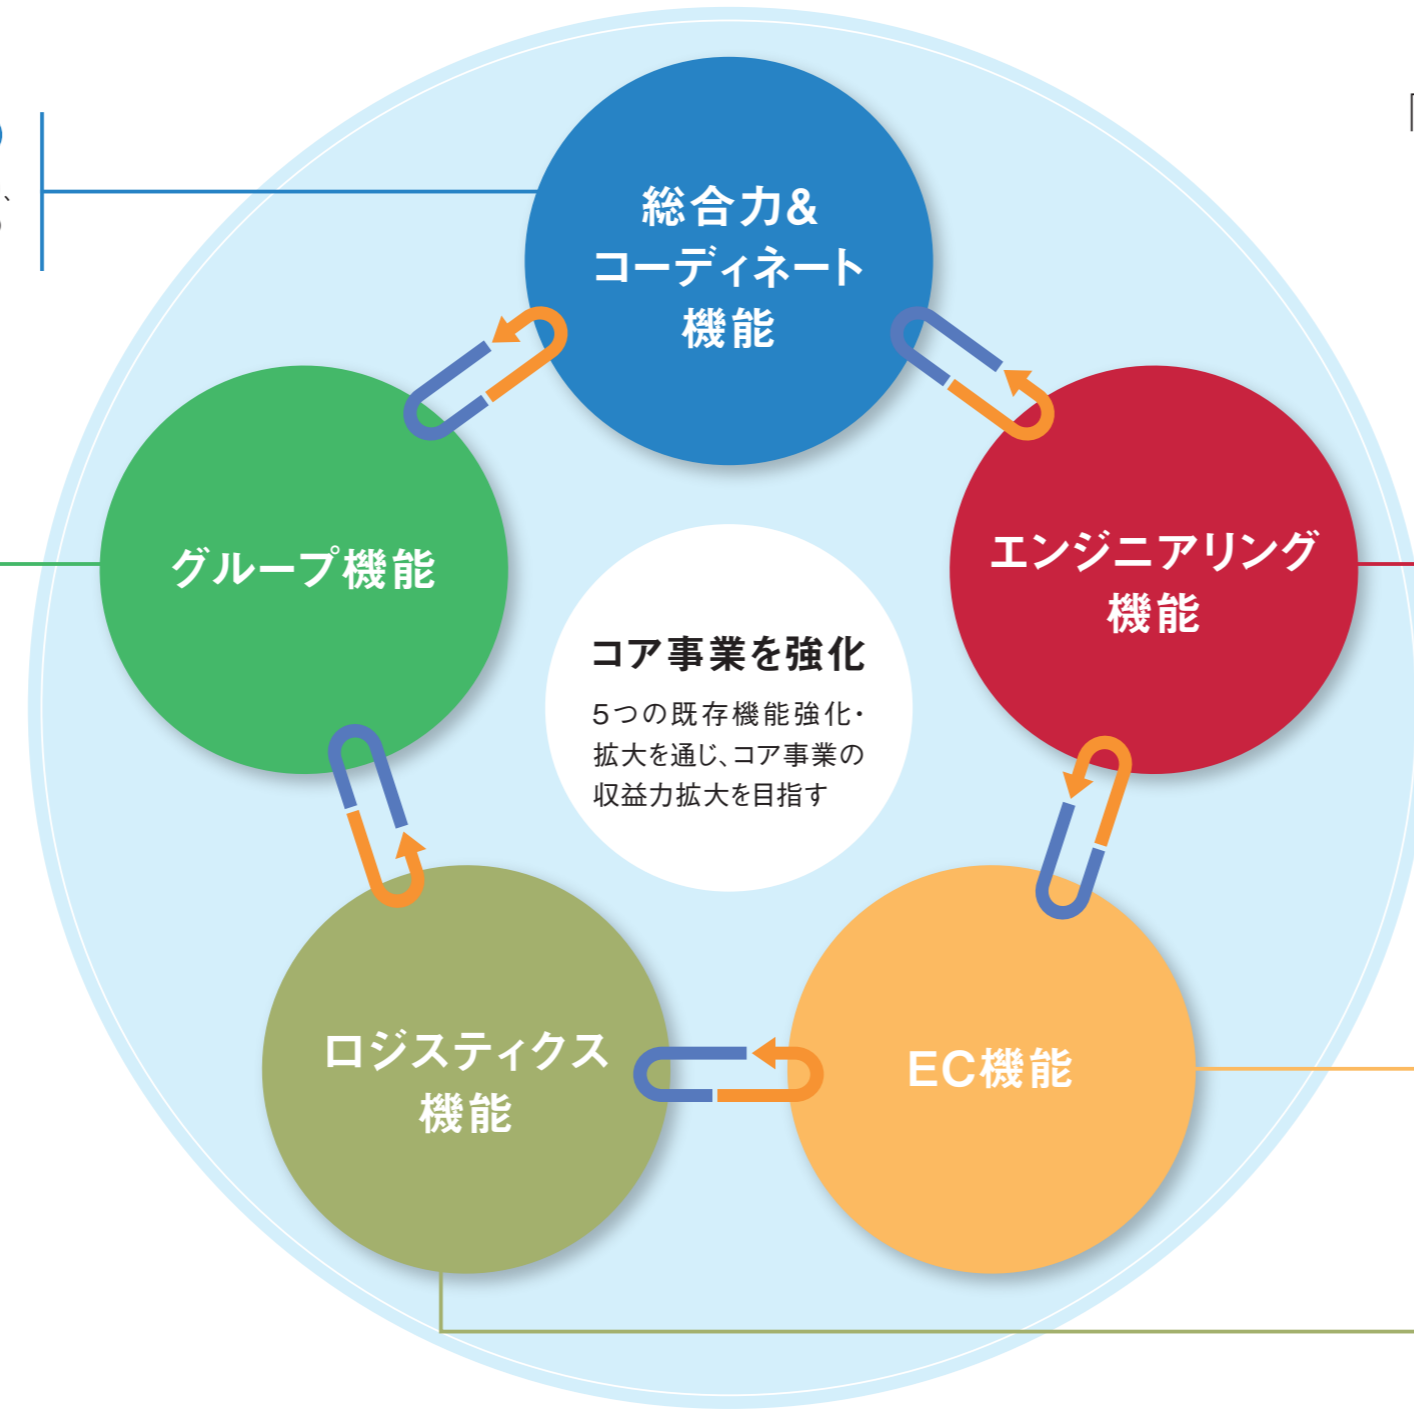 総合力&
コーディネート
機能
グループ機能
エンジニアリング
機能
コア事業を強化
5つの既存機能強化・
拡大を通じ、コア事業の
収益力拡大を目指す
ロジスティクス
機能
EC機能